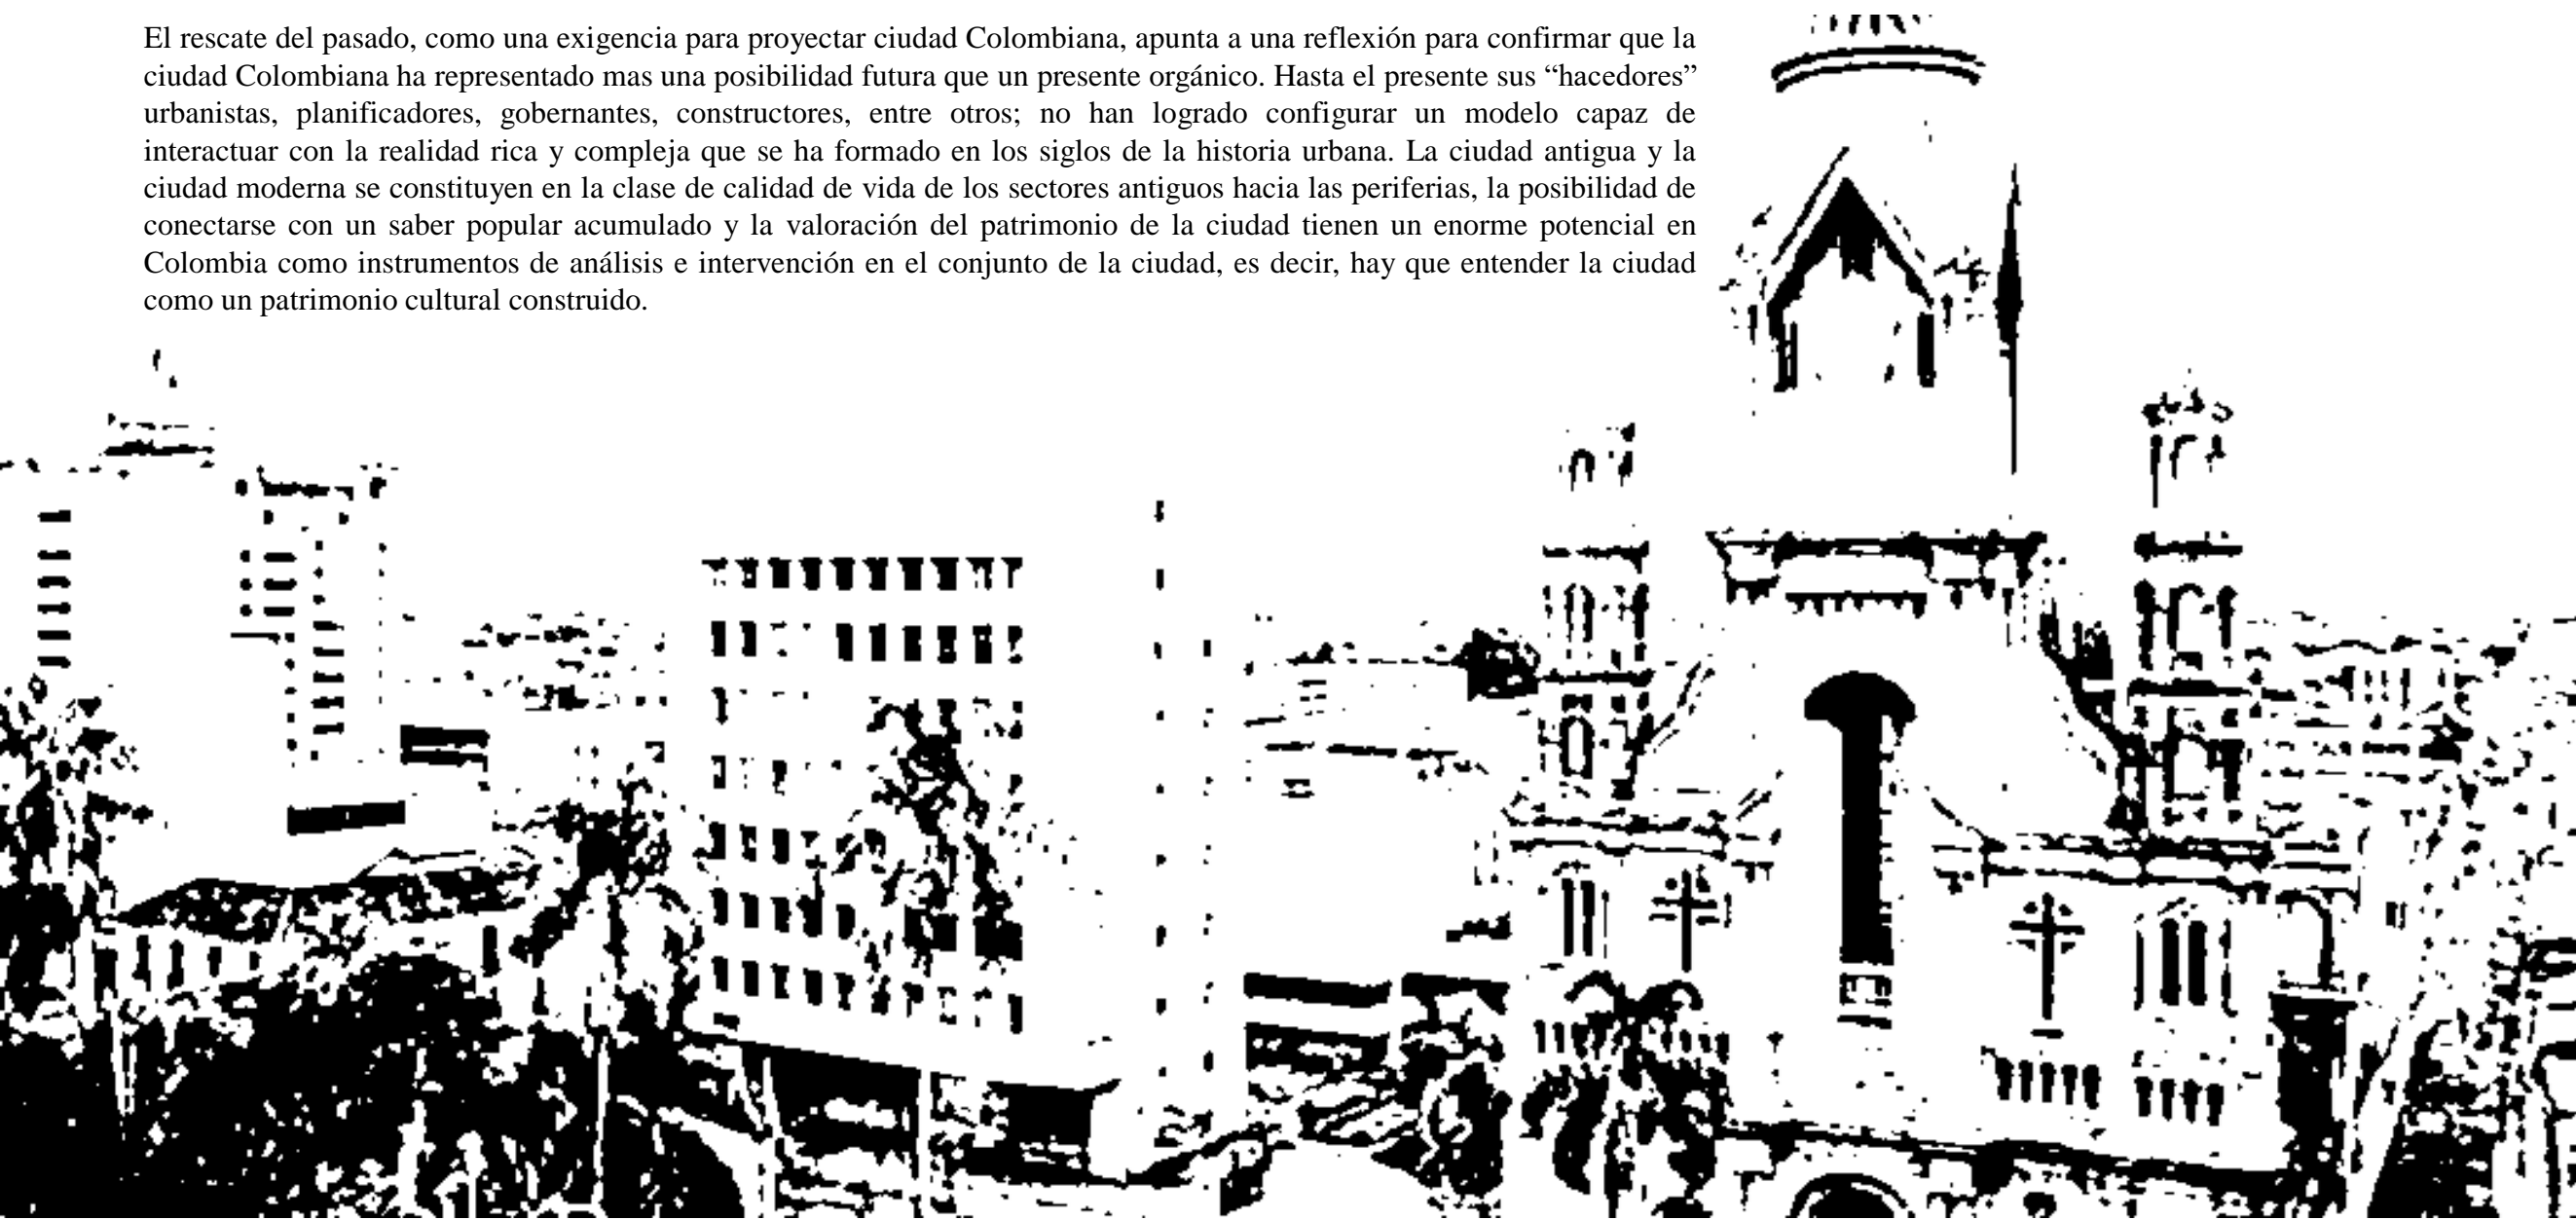 El rescate del pasado, como una exigencia para proyectar ciudad Colombiana, apunta a una reflexión para confirmar que la
ciudad Colombiana ha representado mas una posibilidad futura que un presente orgánico. Hasta el presente sus “hacedores”
urbanistas, planificadores, gobernantes, constructores, entre otros; no han logrado configurar un modelo capaz de
interactuar con la realidad rica y compleja que se ha formado en los siglos de la historia urbana. La ciudad antigua y la
ciudad moderna se constituyen en la clase de calidad de vida de los sectores antiguos hacia las periferias, la posibilidad de
conectarse con un saber popular acumulado y la valoración del patrimonio de la ciudad tienen un enorme potencial en
Colombia como instrumentos de análisis e intervención en el conjunto de la ciudad, es decir, hay que entender la ciudad
como un patrimonio cultural construido.